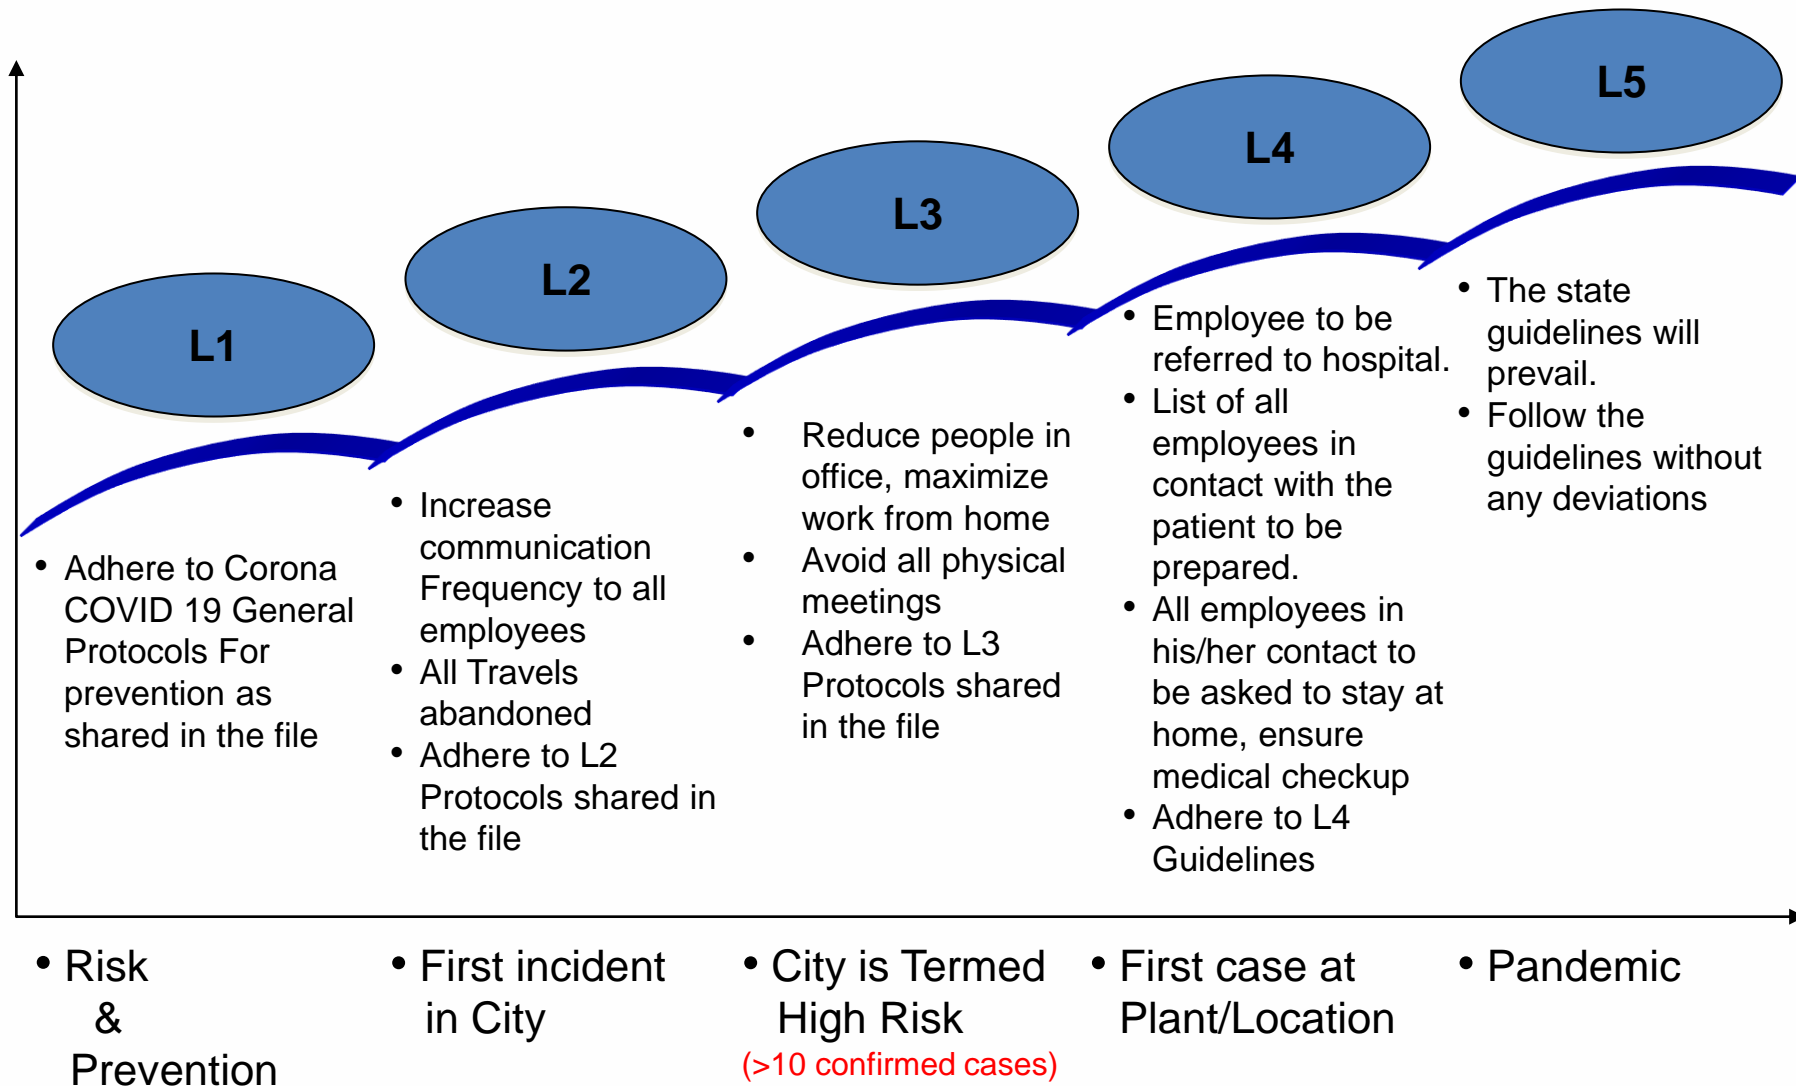 L1
• Adhere to Corona
COVID 19 General
Protocols For
prevention as
shared in the file
• Risk
&
Prevention
L2
• Increase
communication
Frequency to all
employees
• All Travels
abandoned
• Adhere to L2
Protocols shared in
the file
• First incident
in City
L3
• Reduce people in
office, maximize
work from home
• Avoid all physical
meetings
• Adhere to L3
Protocols shared
in the file
• City is Termed
High Risk
(>10 confirmed cases)
L4
• Employee to be
referred to hospital.
• List of all
employees in
contact with the
patient to be
prepared.
• All employees in
his/her contact to
be asked to stay at
home, ensure
medical checkup
• Adhere to L4
Guidelines
• First case at
Plant/Location
L5
• The state
guidelines will
prevail.
• Follow the
guidelines without
any deviations
• Pandemic